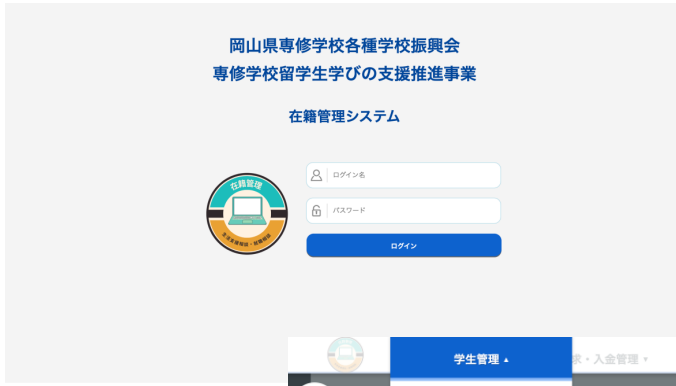 岡山県専修学校各種学校振興会
専修学校留学生学びの支援推進事業
在籍管理システム
在籍管理
ログイン名
パスワード
ログイン
学生管理 ▲
求・入金管理 ▼